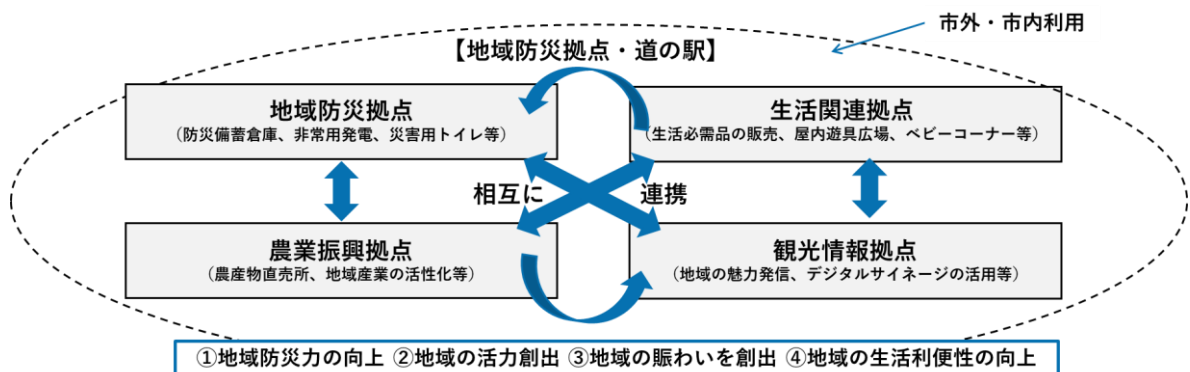 市外・市内利用
【地域防災拠点・道の駅】
地域防災拠点
（防災備蓄倉庫、非常用発電、災害用トイレ等）
生活関連拠点
（生活必需品の販売、屋内遊具広場、ベビーコーナー等）
相互に
連携
農業振興拠点
（農産物直売所、地域産業の活性化等）
観光情報拠点
（地域の魅力発信、デジタルサイネージの活用等）
①地域防災力の向上 ②地域の活力創出 ③地域の賑わいを創出 ④地域の生活利便性の向上